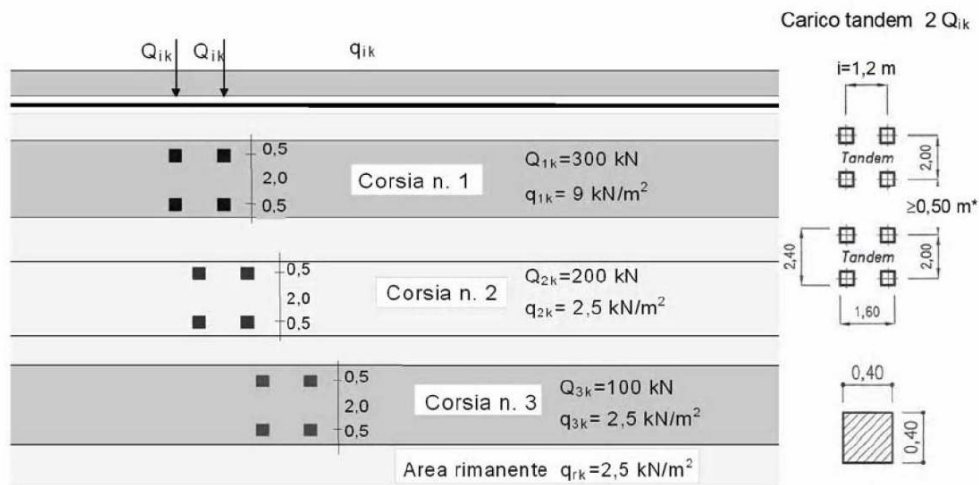 Carico tandem 2 Qik
Qik Qik qik
i=1,2 m
0,5
2,0
0,5
Corsia n. 1
Q1k=300 kN
q1k= 9 kN/m²
Tandem
2,00
≥0,50 m*
0,5
2,0
0,5
Corsia n. 2
Q2k=200 kN
q2k= 2,5 kN/m²
2,40
Tandem
2,00
1,60
0,5
2,0
0,5
Corsia n. 3
Q3k=100 kN
q3k= 2,5 kN/m²
0,40
0,40
Area rimanente qrk=2,5 kN/m²